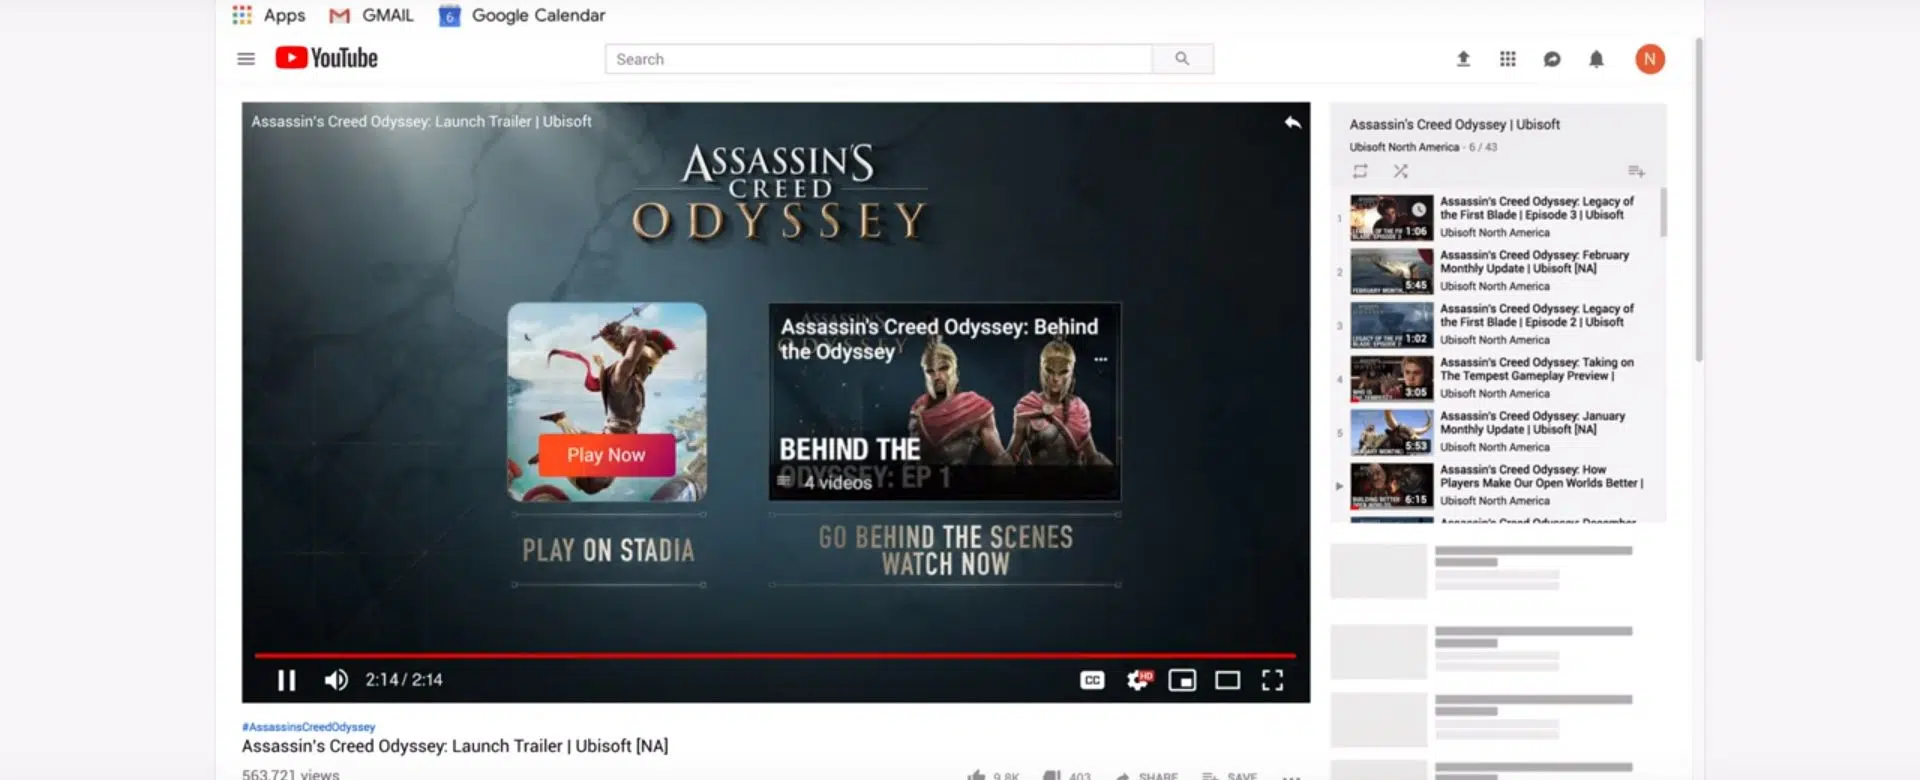 Apps
GMAIL
6
Google Calendar
YouTube
Search
N
Assassin's Creed Odyssey: Launch Trailer | Ubisoft
ASSASSIN'S
CREED
ODYSSEY
Play Now
PLAY ON STADIA
Assassin's Creed Odyssey: Behind
the Odyssey
BEHIND THE
ODYSSEY: EP 1
4 videos
GO BEHIND THE SCENES
WATCH NOW
2:14 / 2:14
CC
HD
#AssassinsCreedOdyssey
Assassin's Creed Odyssey: Launch Trailer | Ubisoft [NA]
563,721 views
9.8K
403
SHARE
SAVE
Assassin's Creed Odyssey | Ubisoft
Ubisoft North America - 6 / 43
1
1:06
Assassin's Creed Odyssey: Legacy of
the First Blade | Episode 3 | Ubisoft
Ubisoft North America
2
5:45
Assassin's Creed Odyssey: February
Monthly Update | Ubisoft [NA]
Ubisoft North America
3
1:02
Assassin's Creed Odyssey: Legacy of
the First Blade | Episode 2 | Ubisoft
Ubisoft North America
4
3:05
Assassin's Creed Odyssey: Taking on
The Tempest Gameplay Preview |
Ubisoft North America
5
5:53
Assassin's Creed Odyssey: January
Monthly Update | Ubisoft [NA]
Ubisoft North America
6:15
Assassin's Creed Odyssey: How
Players Make Our Open Worlds Better |
Ubisoft North America
Assassin's Creed Odyssey: December